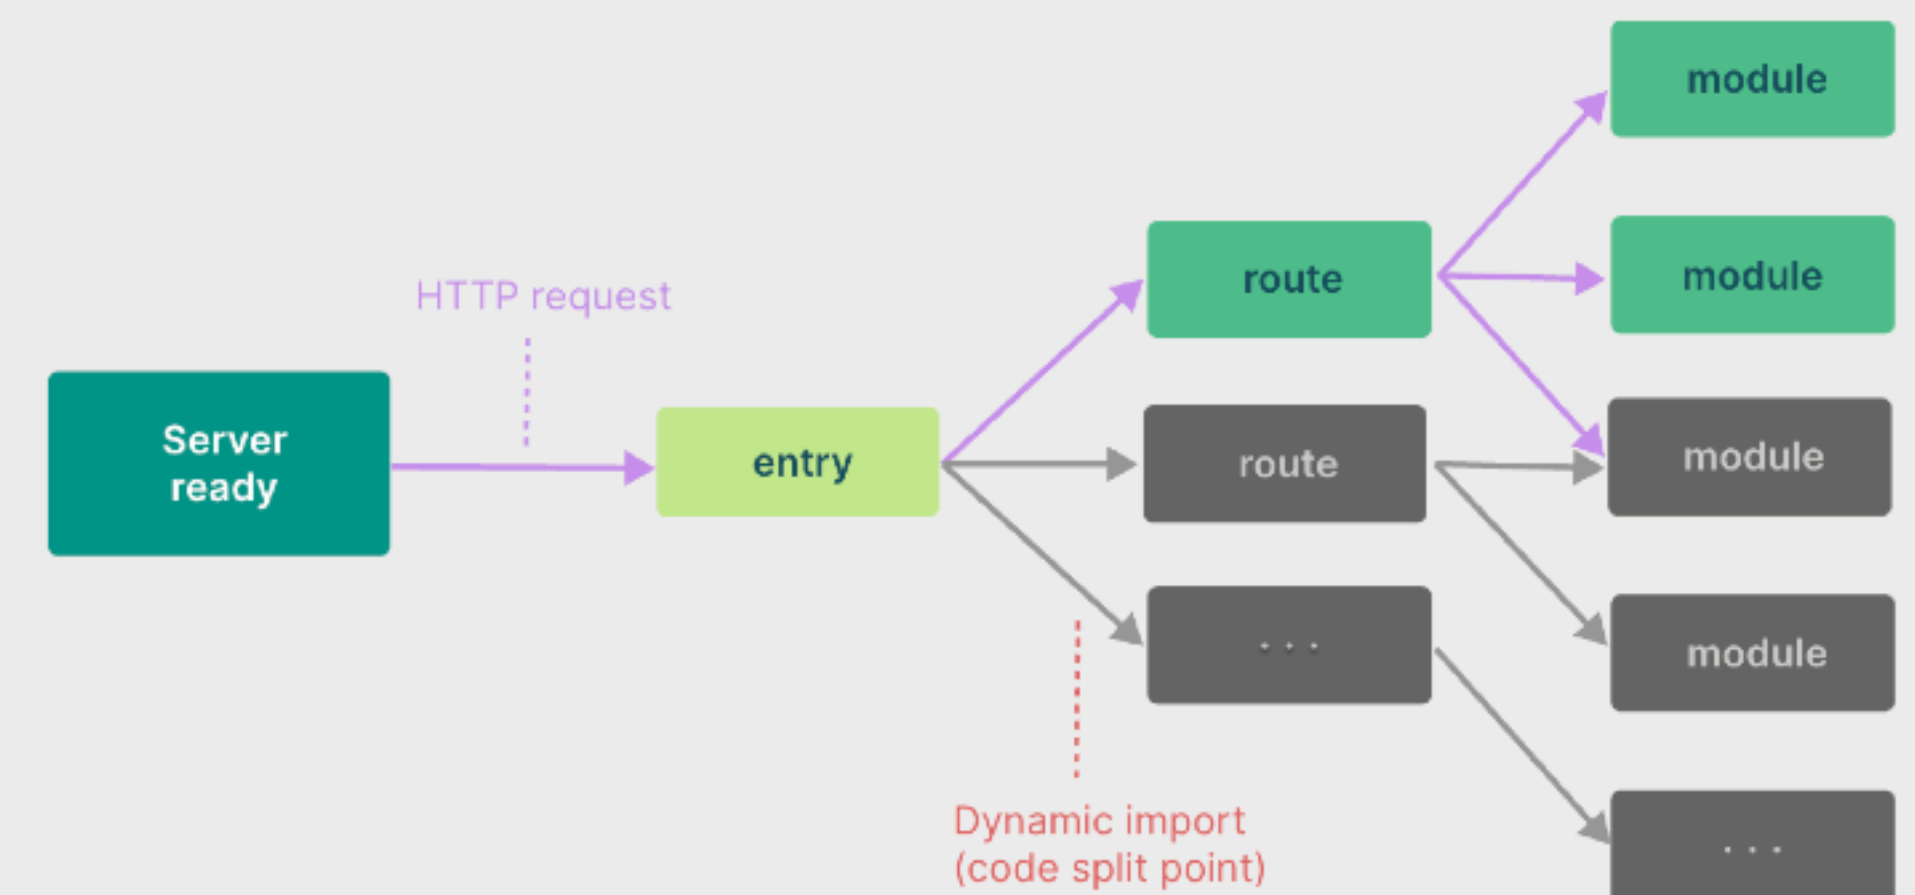 module
HTTP request
route
module
Server
ready
entry
route
module
...
module
Dynamic import
(code split point)
...